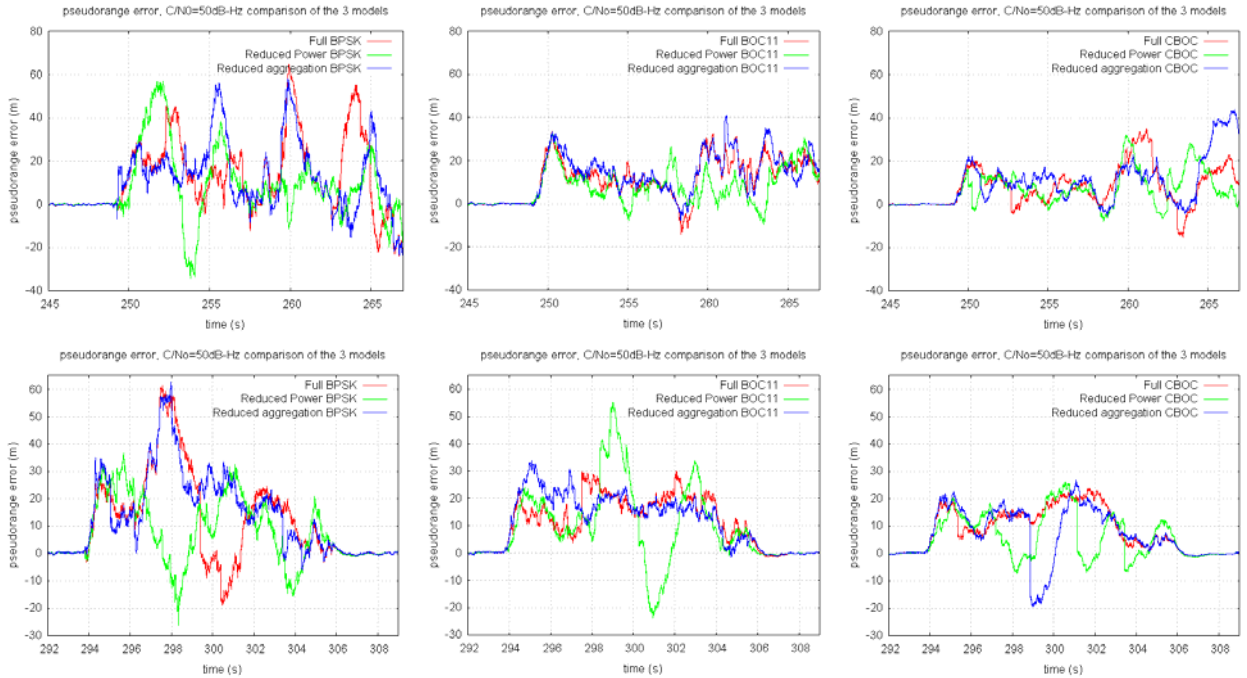 pseudorange error, C/N0=50dB-Hz comparison of the 3 models
80
60
40
20
0
-20
-40
pseudorange error (m)
Full BPSK
Reduced Power BPSK
Reduced aggregation BPSK
245 250 255 260 265
time (s)
pseudorange error, C/No=50dB-Hz comparison of the 3 models
80
60
40
20
0
-20
-40
pseudorange error (m)
Full BOC11
Reduced Power BOC11
Reduced aggregation BOC11
245 250 255 260 265
time (s)
pseudorange error, C/No=50dB-Hz comparison of the 3 models
80
60
40
20
0
-20
-40
pseudorange error (m)
Full CBOC
Reduced Power CBOC
Reduced aggregation CBOC
245 250 255 260 265
time (s)
pseudorange error, C/No=50dB-Hz comparison of the 3 models
60
50
40
30
20
10
0
-10
-20
-30
pseudorange error (m)
Full BPSK
Reduced Power BPSK
Reduced aggregation BPSK
292 294 296 298 300 302 304 306 308
time (s)
pseudorange error, C/No=50dB-Hz comparison of the 3 models
60
50
40
30
20
10
0
-10
-20
-30
pseudorange error (m)
Full BOC11
Reduced Power BOC11
Reduced aggregation BOC11
292 294 296 298 300 302 304 306 308
time (s)
pseudorange error, C/No=50dB-Hz comparison of the 3 models
60
50
40
30
20
10
0
-10
-20
-30
pseudorange error (m)
Full CBOC
Reduced Power CBOC
Reduced aggregation CBOC
292 294 296 298 300 302 304 306 308
time (s)